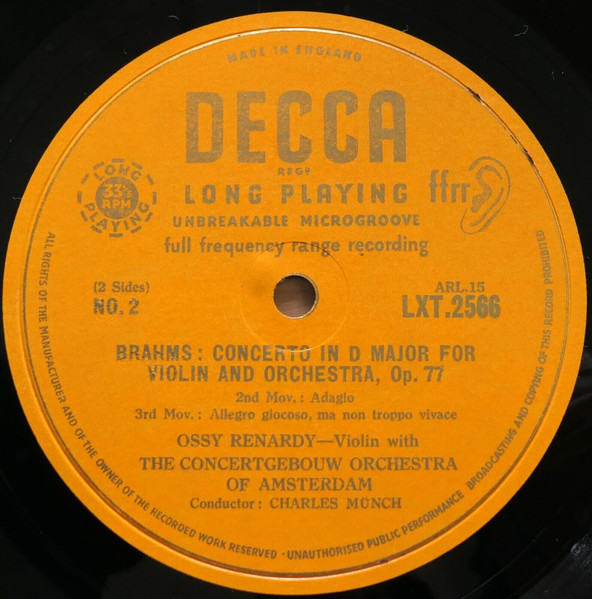 MADE IN ENGLAND
DECCA
REGD
LONG PLAYING
UNBREAKABLE MICROGROOVE
full frequency range recording
LONG
33⅓
RPM
PLAYING
ffrr
(2 Sides)
NO. 2
ARL.15
LXT.2566
BRAHMS: CONCERTO IN D MAJOR FOR
VIOLIN AND ORCHESTRA, Op. 77
2nd Mov.: Adagio
3rd Mov.: Allegro giocoso, ma non troppo vivace
OSSY RENARDY—Violin with
THE CONCERTGEBOUW ORCHESTRA
OF AMSTERDAM
Conductor: CHARLES MÜNCH
ALL RIGHTS OF THE MANUFACTURER AND OF THE OWNER OF THE RECORDED WORK RESERVED · UNAUTHORISED PUBLIC PERFORMANCE BROADCASTING AND COPYING OF THIS RECORD PROHIBITED